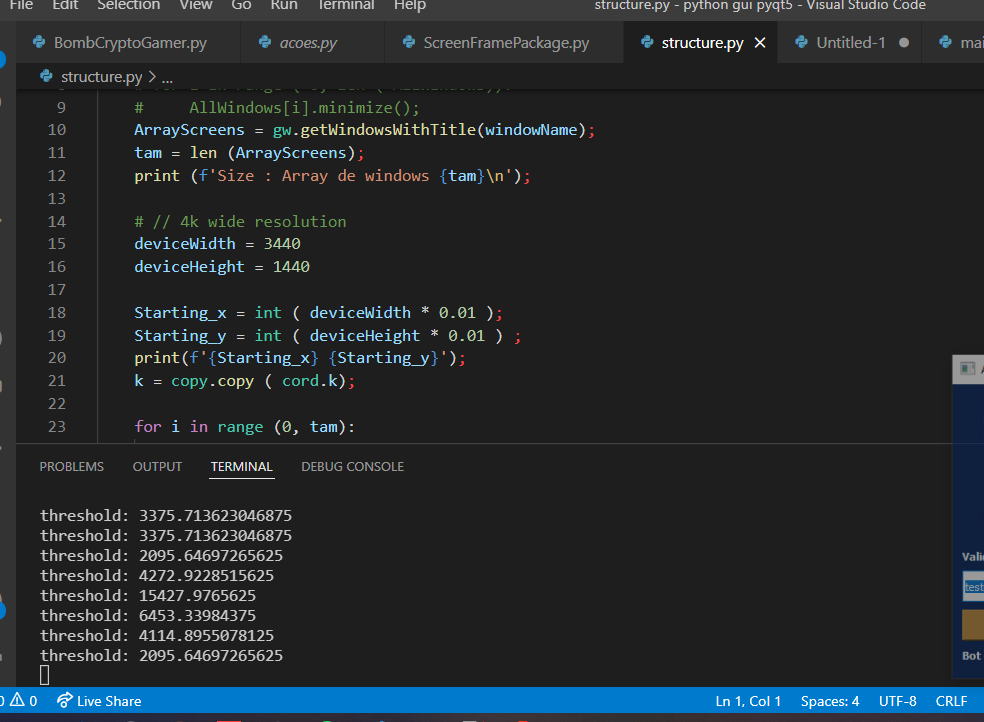 File Edit Selection View Go Run Terminal Help structure.py - python gui pyqt5 - Visual Studio Code
BombCryptoGamer.py acoes.py ScreenFramePackage.py structure.py Untitled-1 mai
structure.py > ...
9 # AllWindows[i].minimize();
10 ArrayScreens = gw.getWindowsWithTitle(windowName);
11 tam = len (ArrayScreens);
12 print (f'Size : Array de windows {tam}\n');
13
14 # // 4k wide resolution
15 deviceWidth = 3440
16 deviceHeight = 1440
17
18 Starting_x = int ( deviceWidth * 0.01 );
19 Starting_y = int ( deviceHeight * 0.01 ) ;
20 print(f'{Starting_x} {Starting_y}');
21 k = copy.copy ( cord.k);
22
23 for i in range (0, tam):
PROBLEMS OUTPUT TERMINAL DEBUG CONSOLE
threshold: 3375.713623046875
threshold: 3375.713623046875
threshold: 2095.64697265625
threshold: 4272.9228515625
threshold: 15427.9765625
threshold: 6453.33984375
threshold: 4114.8955078125
threshold: 2095.64697265625
Valid
test
Bot
0 0 Live Share Ln 1, Col 1 Spaces: 4 UTF-8 CRLF